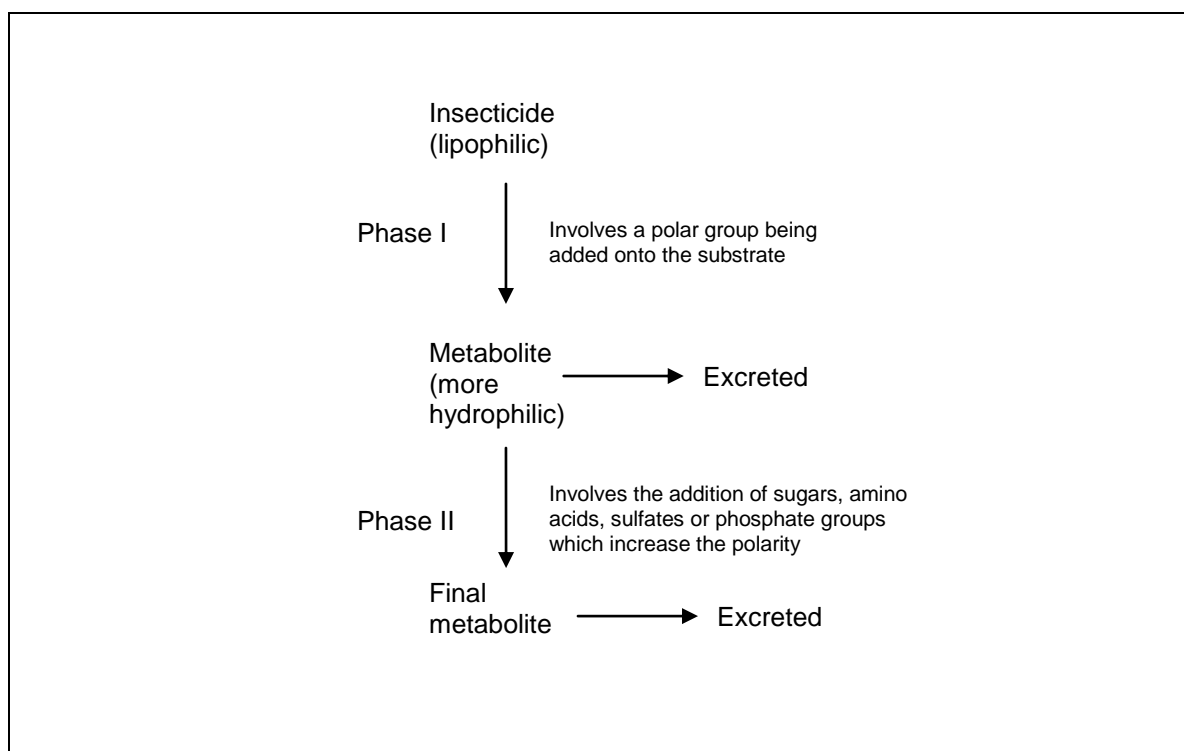 Insecticide
(lipophilic)
Phase I
Involves a polar group being
added onto the substrate
Metabolite
(more
hydrophilic)
Excreted
Phase II
Involves the addition of sugars, amino
acids, sulfates or phosphate groups
which increase the polarity
Final
metabolite
Excreted